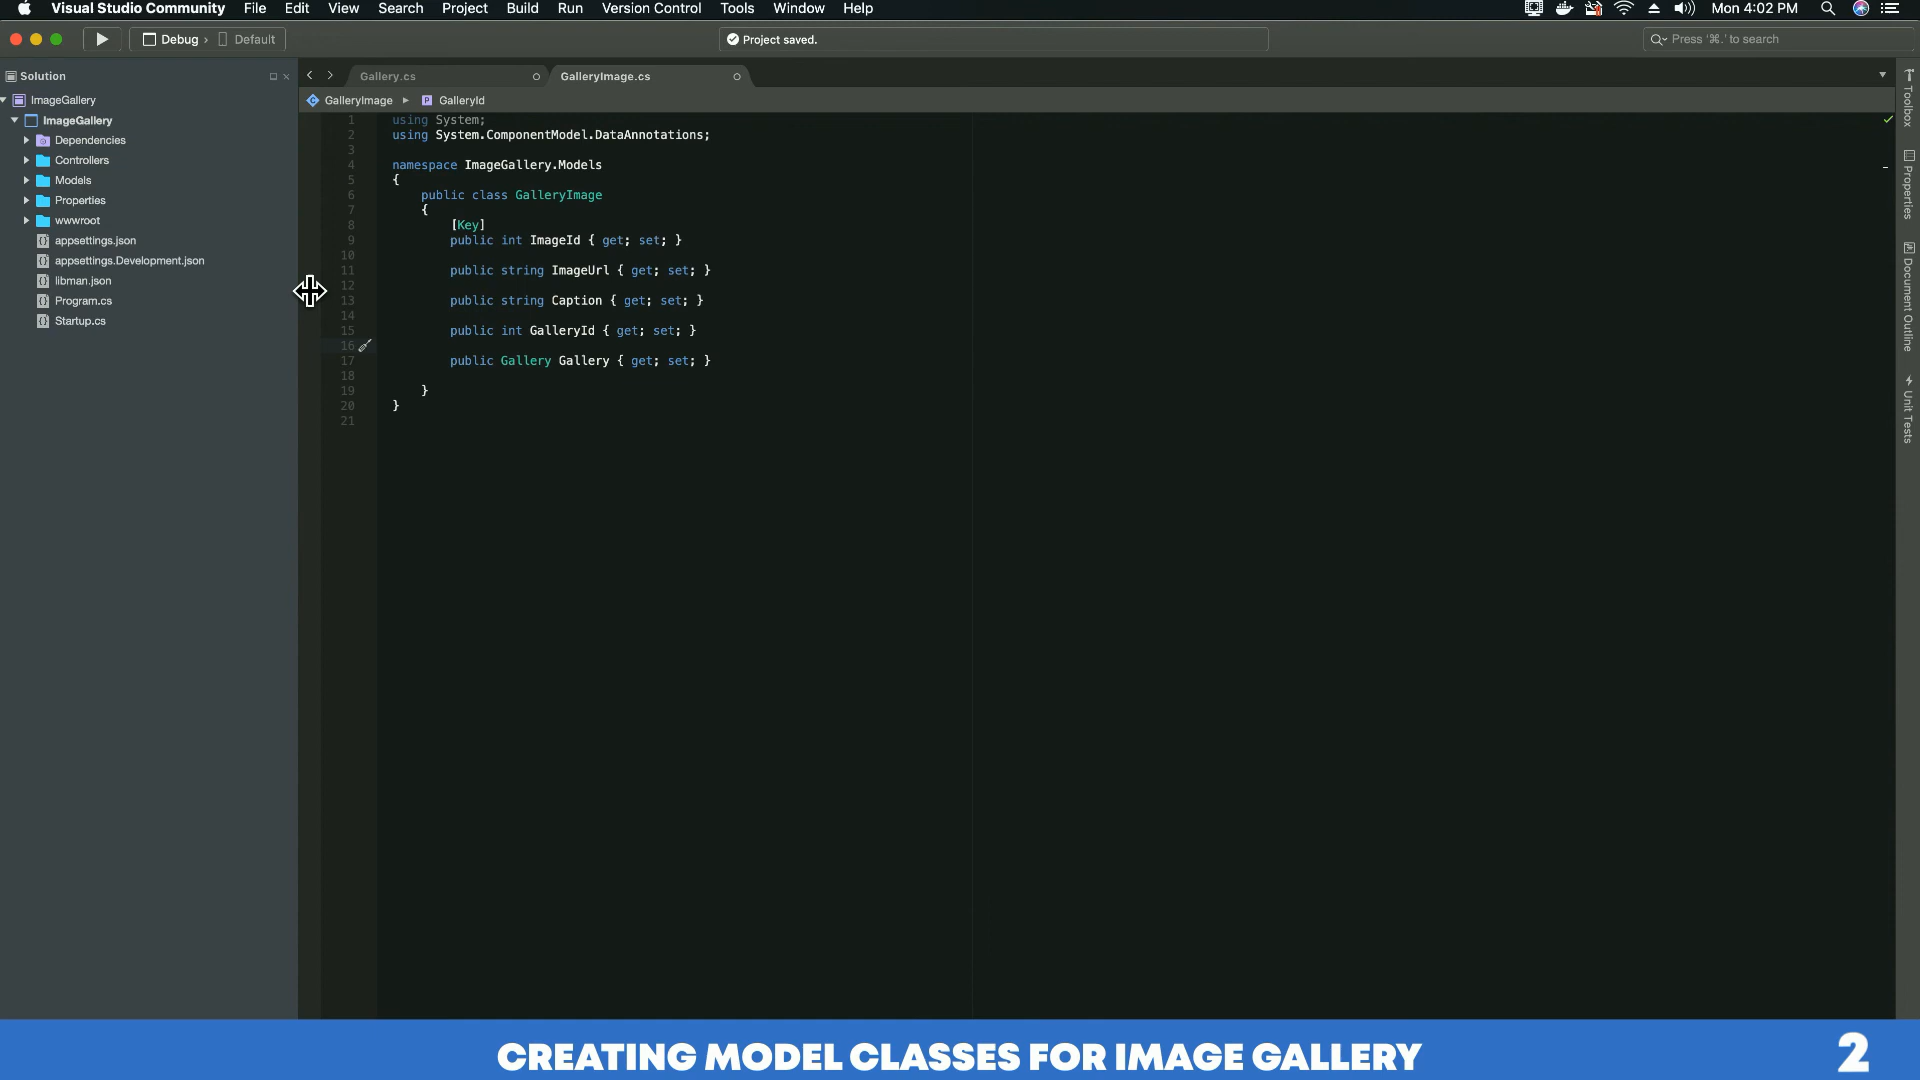 Visual Studio Community File Edit View Search Project Build Run Version Control Tools Window Help Mon 4:02 PM
Debug › Default Project saved. Press '⌘.' to search
Solution Gallery.cs GalleryImage.cs
GalleryImage GalleryId
ImageGallery
ImageGallery
Dependencies
Controllers
Models
Properties
wwwroot
appsettings.json
appsettings.Development.json
libman.json
Program.cs
Startup.cs
1 using System;
2 using System.ComponentModel.DataAnnotations;
3
4 namespace ImageGallery.Models
5 {
6 public class GalleryImage
7 {
8 [Key]
9 public int ImageId { get; set; }
10
11 public string ImageUrl { get; set; }
12
13 public string Caption { get; set; }
14
15 public int GalleryId { get; set; }
16
17 public Gallery Gallery { get; set; }
18
19 }
20 }
21
Toolbox
Properties
Document Outline
Unit Tests
CREATING MODEL CLASSES FOR IMAGE GALLERY 2